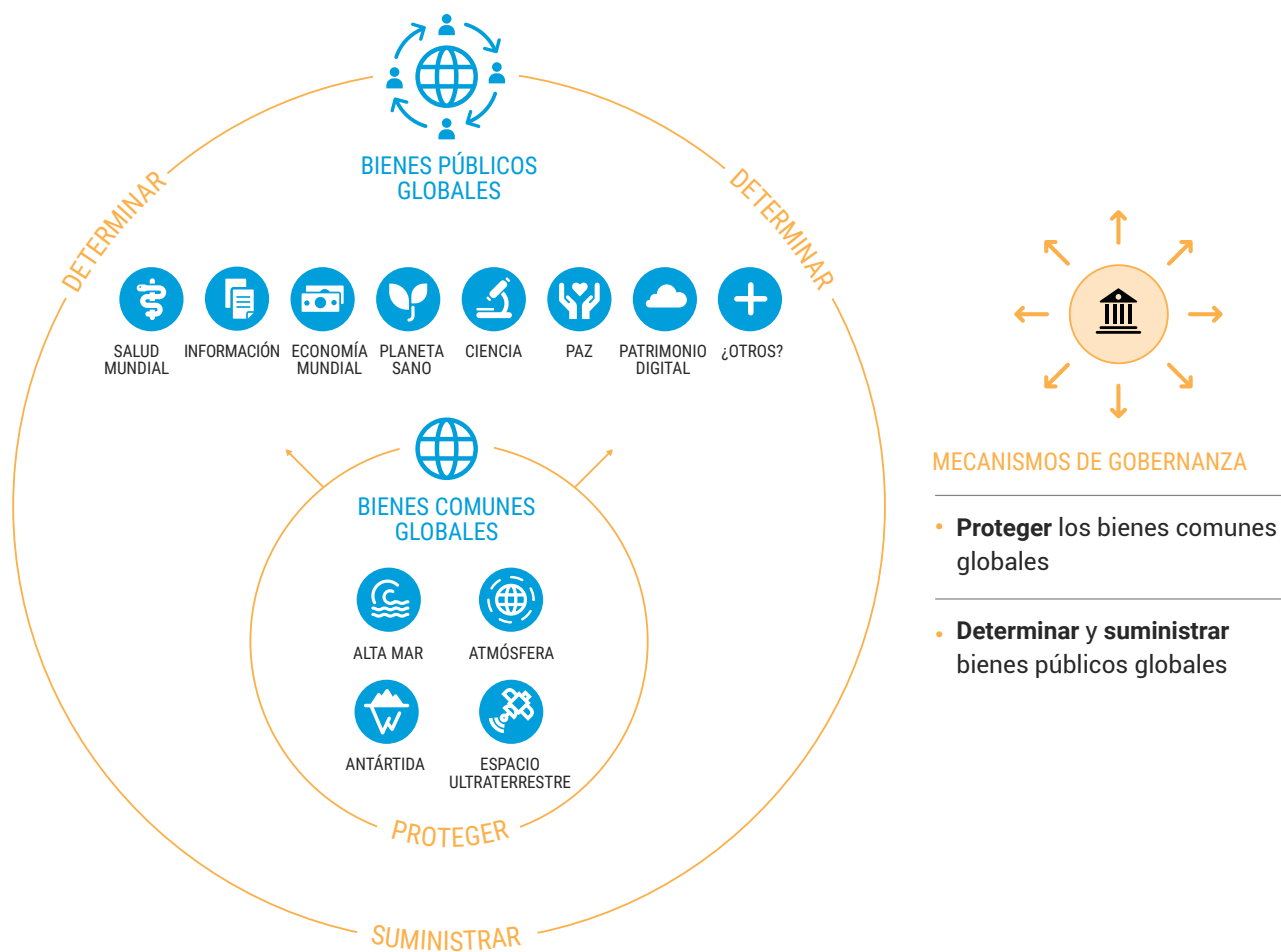 BIENES PÚBLICOS
GLOBALES
DETERMINAR
DETERMINAR
SALUD
MUNDIAL
INFORMACIÓN
ECONOMÍA
MUNDIAL
PLANETA
SANO
CIENCIA
PAZ
PATRIMONIO
DIGITAL
¿OTROS?
BIENES COMUNES
GLOBALES
ALTA MAR
ATMÓSFERA
ANTÁRTIDA
ESPACIO
ULTRATERRESTRE
PROTEGER
SUMINISTRAR
MECANISMOS DE GOBERNANZA
• Proteger los bienes comunes
globales
• Determinar y suministrar
bienes públicos globales